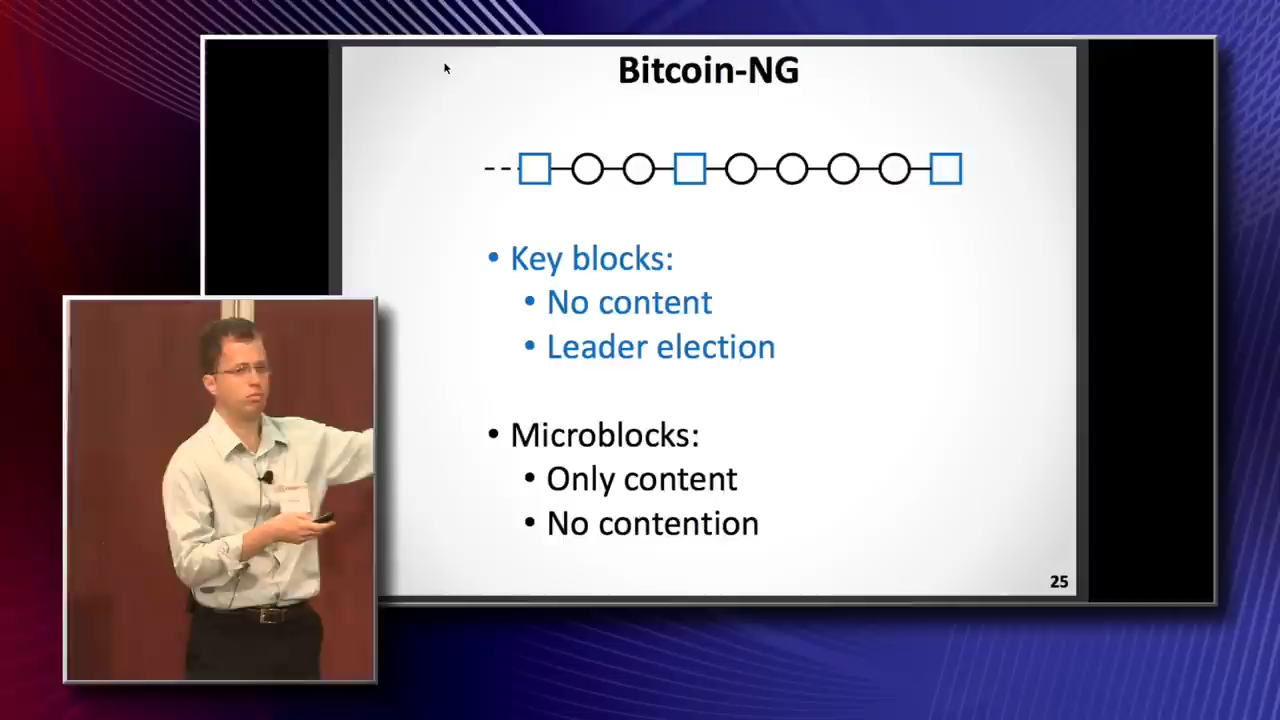 Bitcoin-NG
• Key blocks:
• No content
• Leader election
• Microblocks:
• Only content
• No contention
25